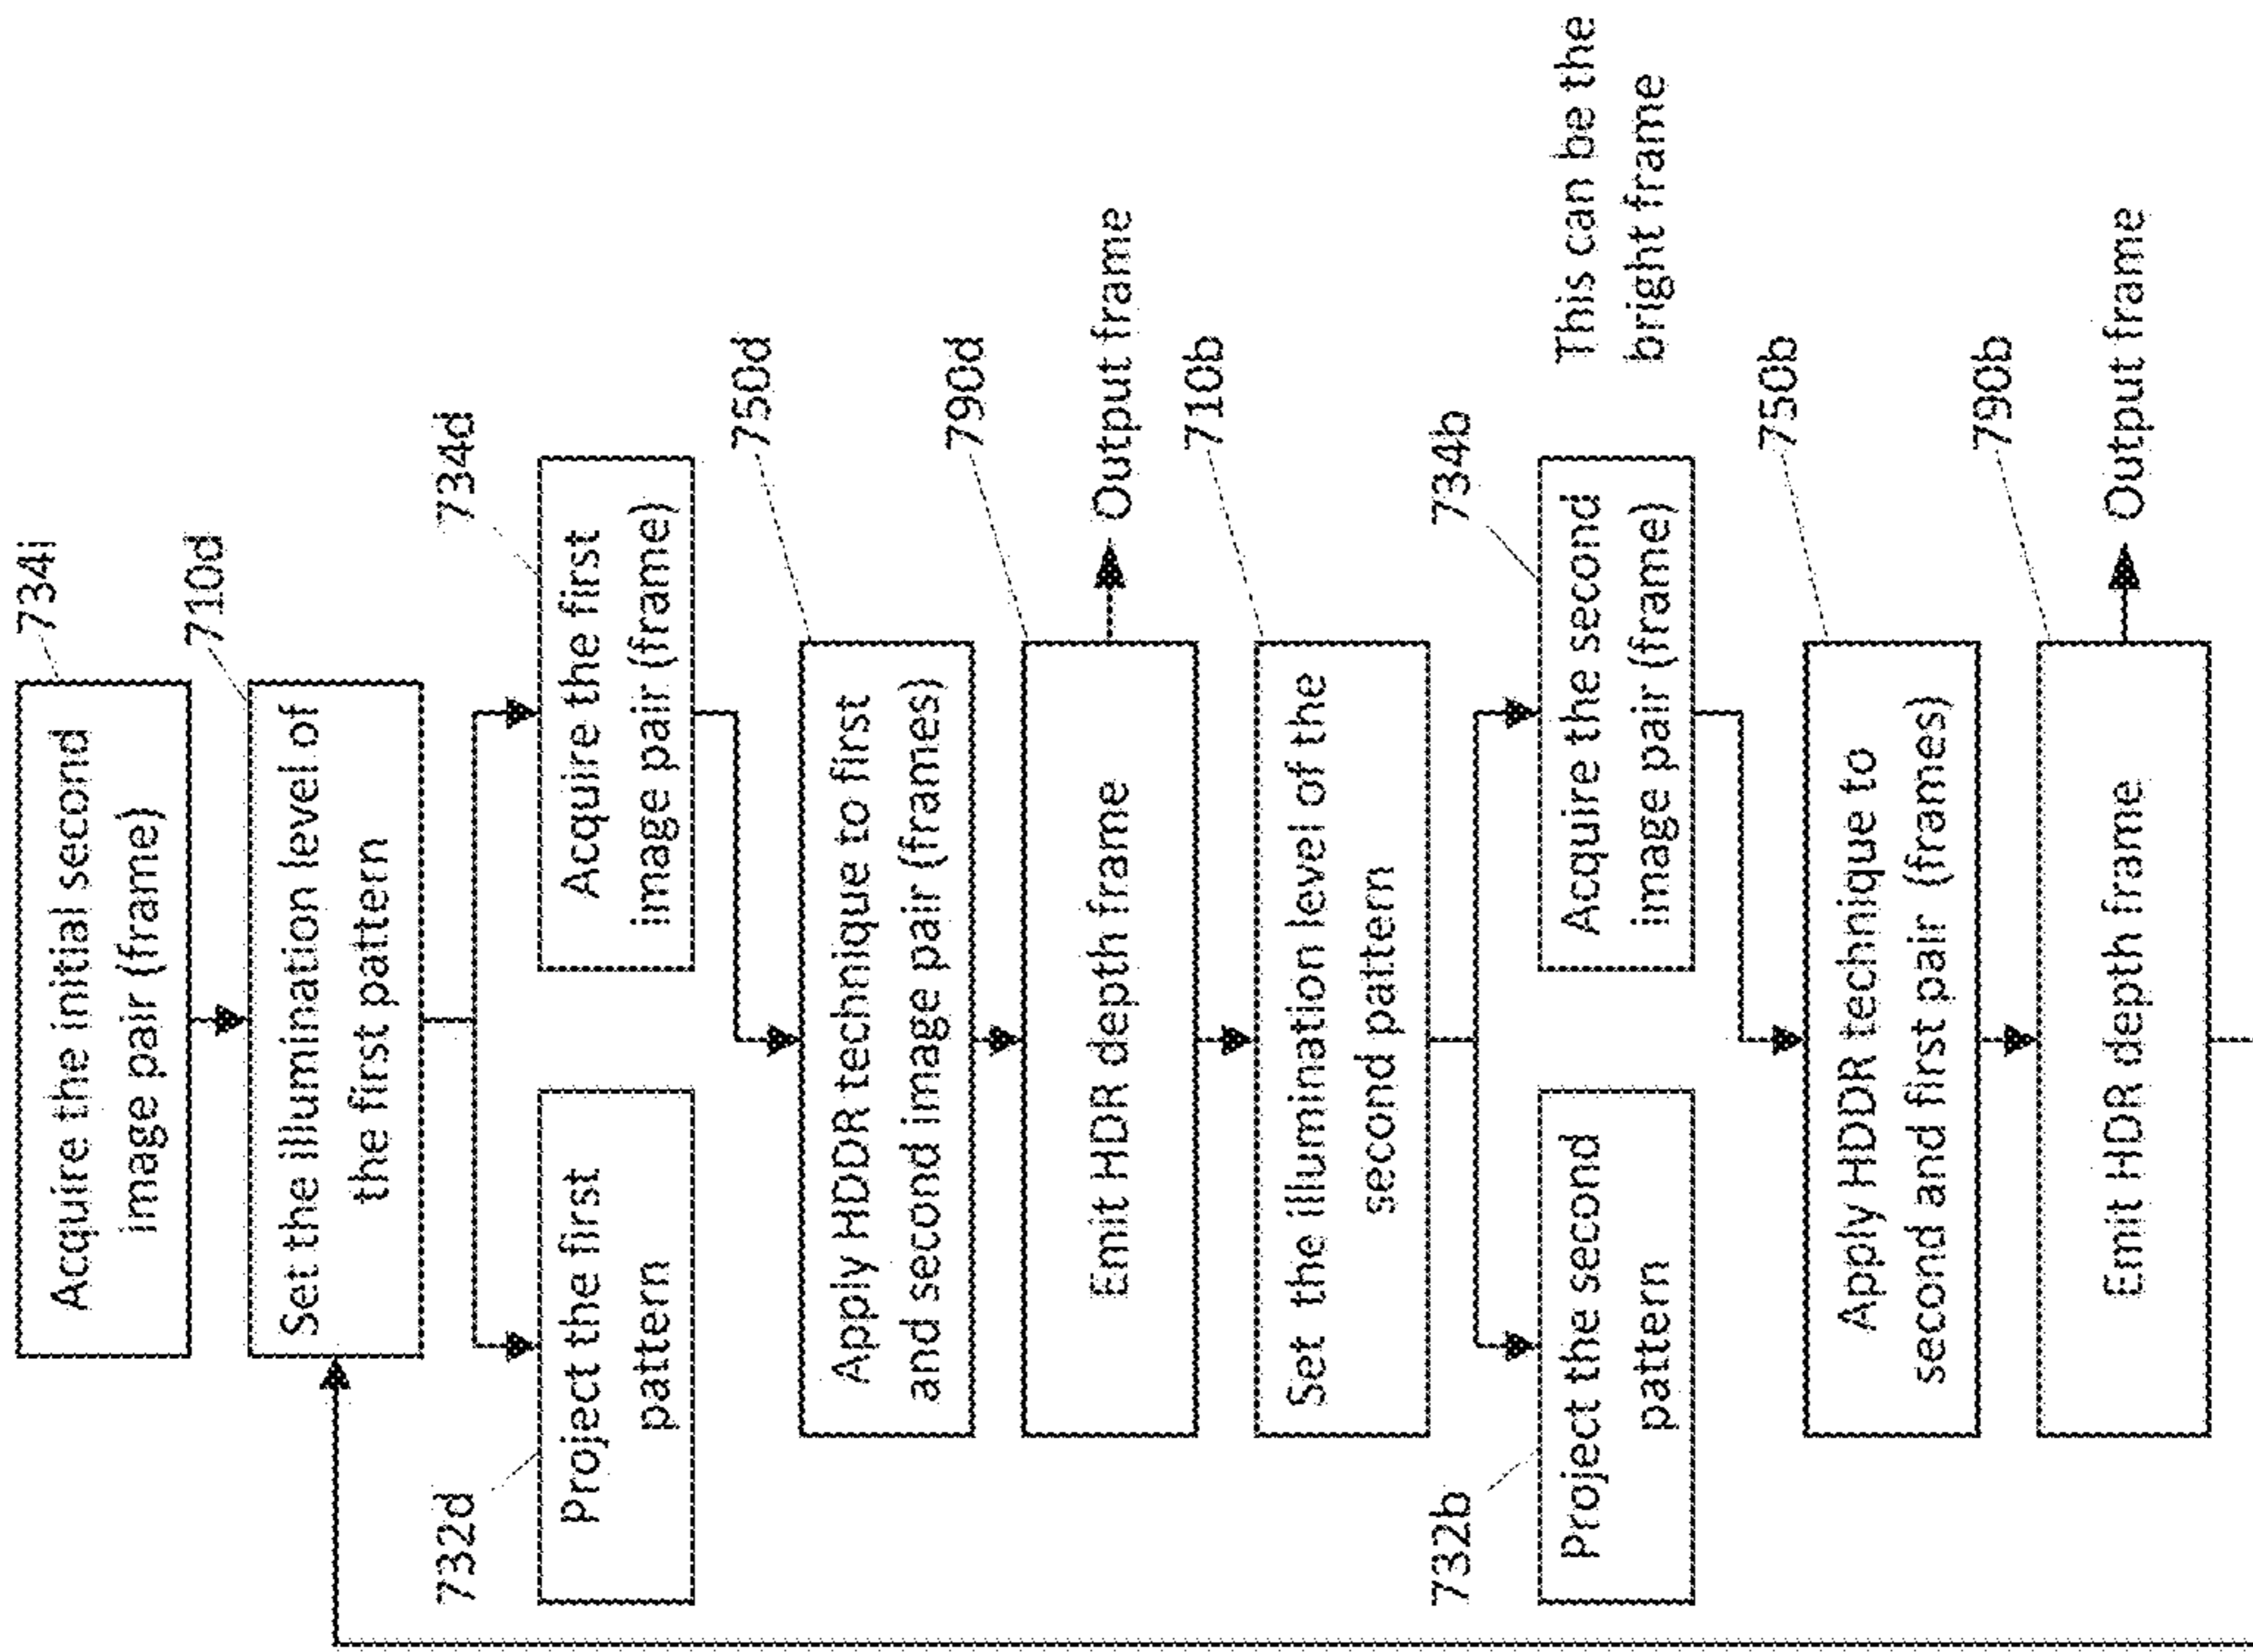 734i
Acquire the initial second
image pair (frame)
710d
Set the illumination level of
the first pattern
732d
Project the first
pattern
734d
Acquire the first
image pair (frame)
750d
Apply HDDR technique to first
and second image pair (frames)
790d
Emit HDR depth frame
Output frame
710b
Set the illumination level of the
second pattern
732b
Project the second
pattern
734b
Acquire the second
image pair (frame)
This can be the
bright frame
750b
Apply HDDR technique to
second and first pair (frames)
790b
Emit HDR depth frame
Output frame